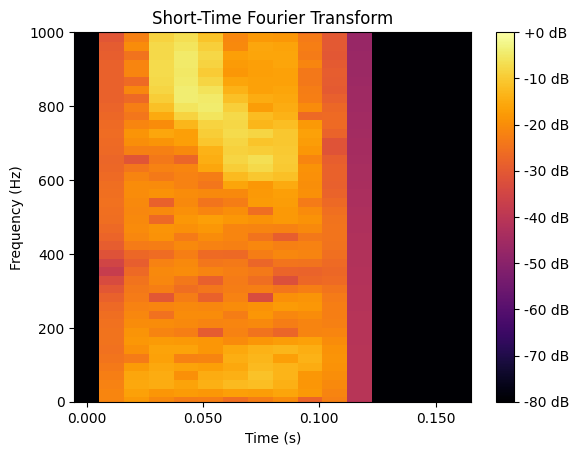 Short-Time Fourier Transform
1000
800
600
400
200
0
Frequency (Hz)
0.000
0.050
0.100
0.150
Time (s)
+0 dB
-10 dB
-20 dB
-30 dB
-40 dB
-50 dB
-60 dB
-70 dB
-80 dB